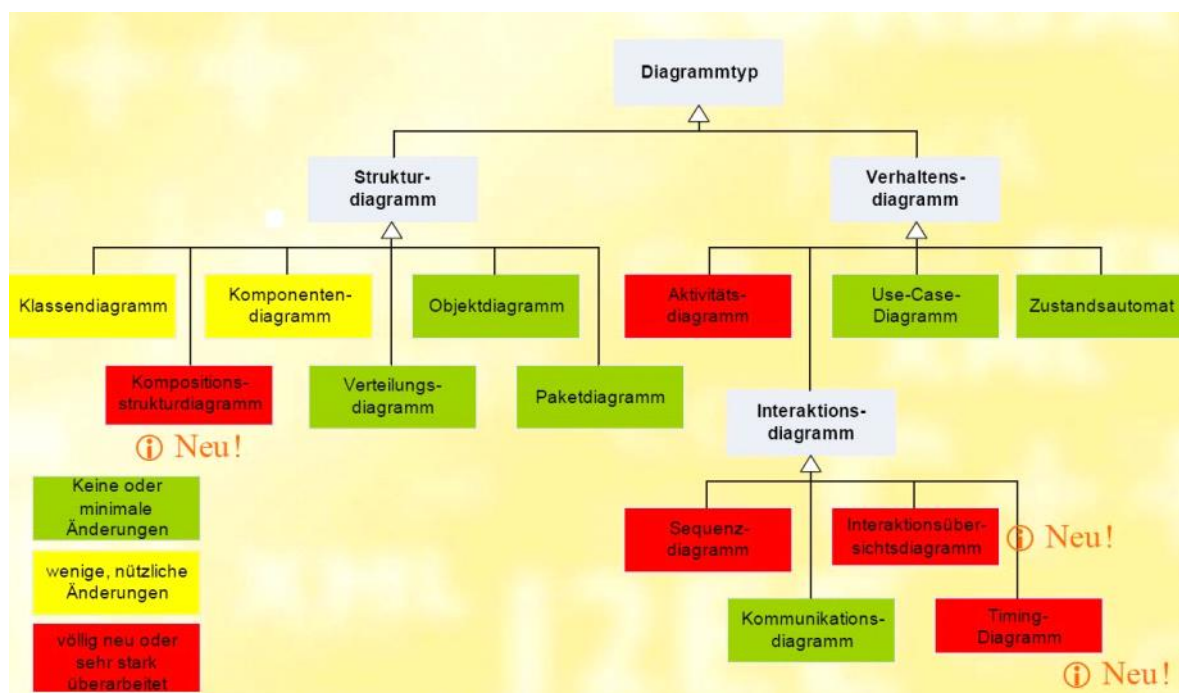 Diagrammtyp
Struktur-
diagramm
Verhaltens-
diagramm
Klassendiagramm
Komponenten-
diagramm
Objektdiagramm
Aktivitäts-
diagramm
Use-Case-
Diagramm
Zustandsautomat
Kompositions-
strukturdiagramm
Verteilungs-
diagramm
Paketdiagramm
Interaktions-
diagramm
Neu!
Keine oder
minimale
Änderungen
wenige, nützliche
Änderungen
völlig neu oder
sehr stark
überarbeitet
Sequenz-
diagramm
Interaktionsüber-
sichtsdiagramm
Neu!
Kommunikations-
diagramm
Timing-
Diagramm
Neu!